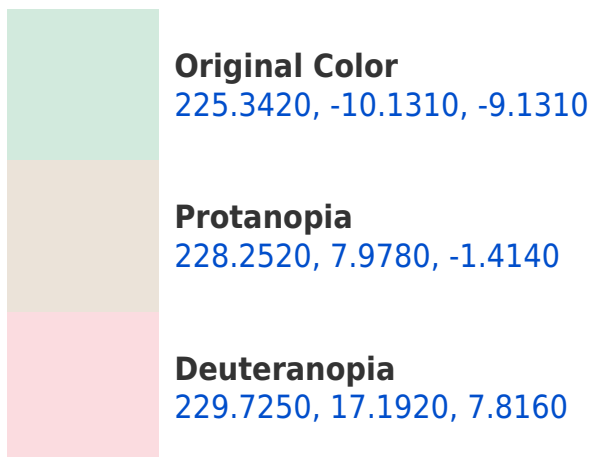 Original Color
225.3420, -10.1310, -9.1310
Protanopia
228.2520, 7.9780, -1.4140
Deuteranopia
229.7250, 17.1920, 7.8160